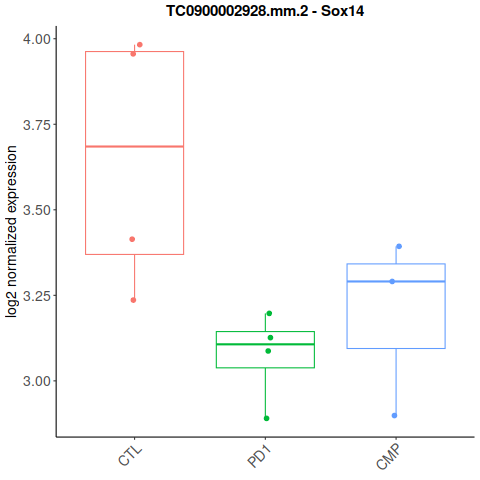 TC0900002928.mm.2 - Sox14
log2 normalized expression
4.00
3.75
3.50
3.25
3.00
CTL
PD1
CMP